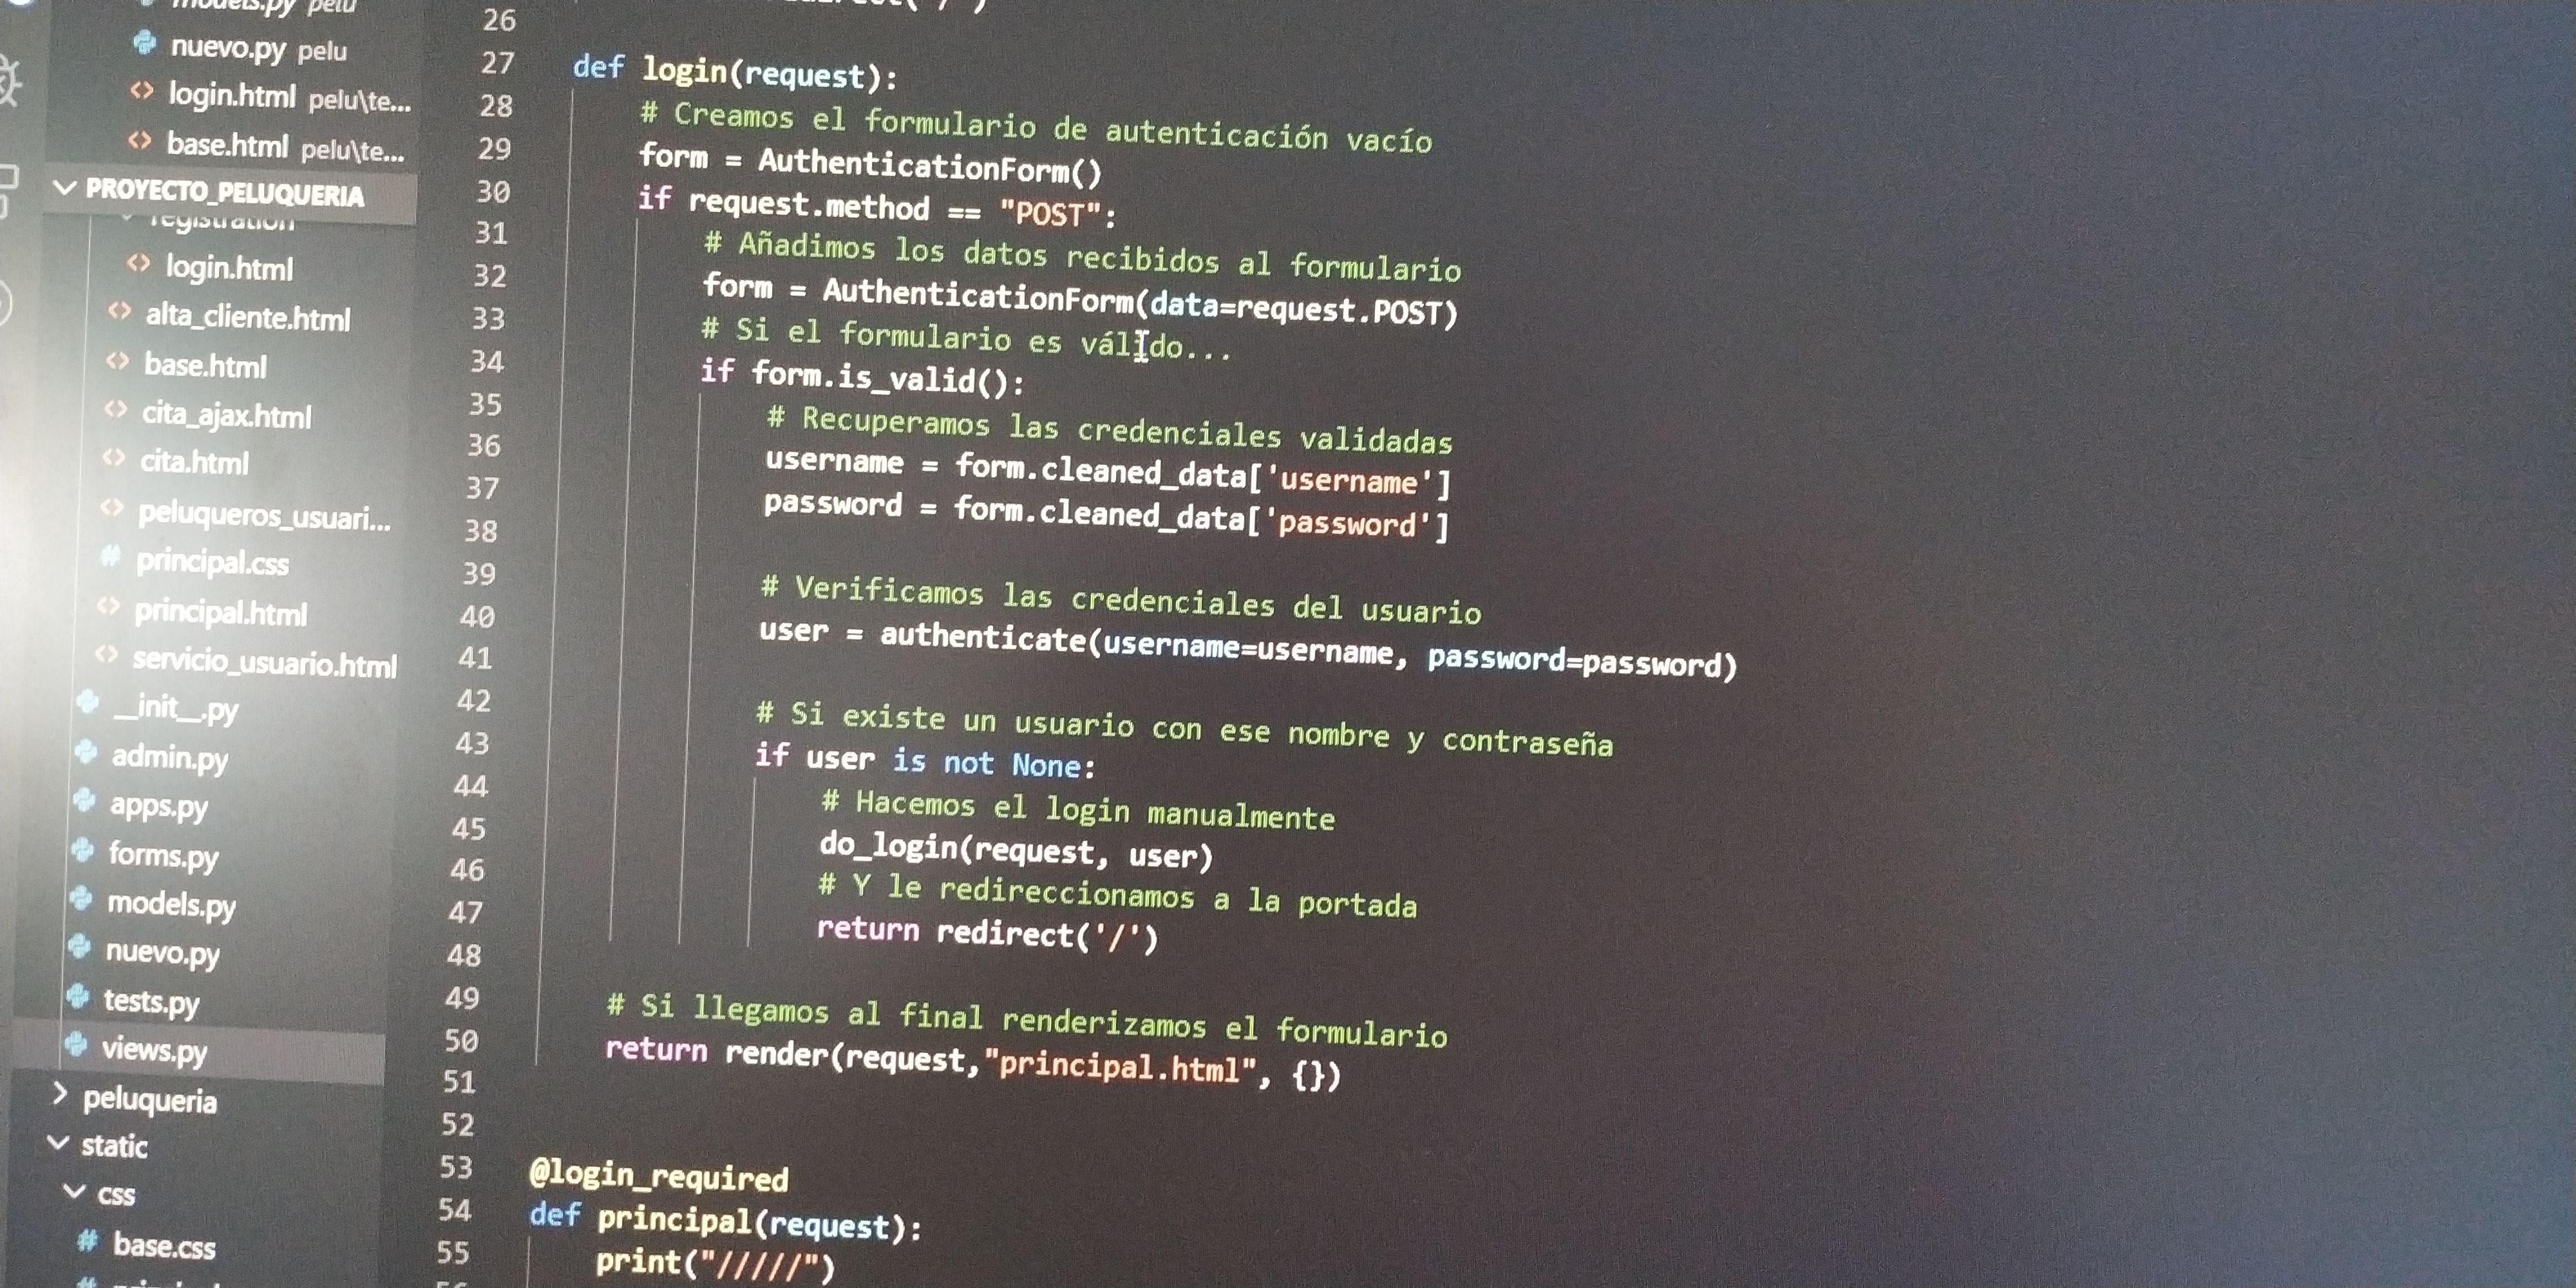 nuevo.py pelu
login.html pelu\te...
base.html pelu\te...
PROYECTO_PELUQUERIA
login.html
alta_cliente.html
base.html
cita_ajax.html
cita.html
peluqueros_usuari...
principal.css
principal.html
servicio_usuario.html
__init__.py
admin.py
apps.py
forms.py
models.py
nuevo.py
tests.py
views.py
peluqueria
static
css
base.css
26
27 def login(request):
28 # Creamos el formulario de autenticación vacío
29 form = AuthenticationForm()
30 if request.method == "POST":
31 # Añadimos los datos recibidos al formulario
32 form = AuthenticationForm(data=request.POST)
33 # Si el formulario es válido...
34 if form.is_valid():
35 # Recuperamos las credenciales validadas
36 username = form.cleaned_data['username']
37 password = form.cleaned_data['password']
38
39 # Verificamos las credenciales del usuario
40 user = authenticate(username=username, password=password)
41
42 # Si existe un usuario con ese nombre y contraseña
43 if user is not None:
44 # Hacemos el login manualmente
45 do_login(request, user)
46 # Y le redireccionamos a la portada
47 return redirect('/')
48
49 # Si llegamos al final renderizamos el formulario
50 return render(request,"principal.html", {})
51
52
53 @login_required
54 def principal(request):
55 print("//////")